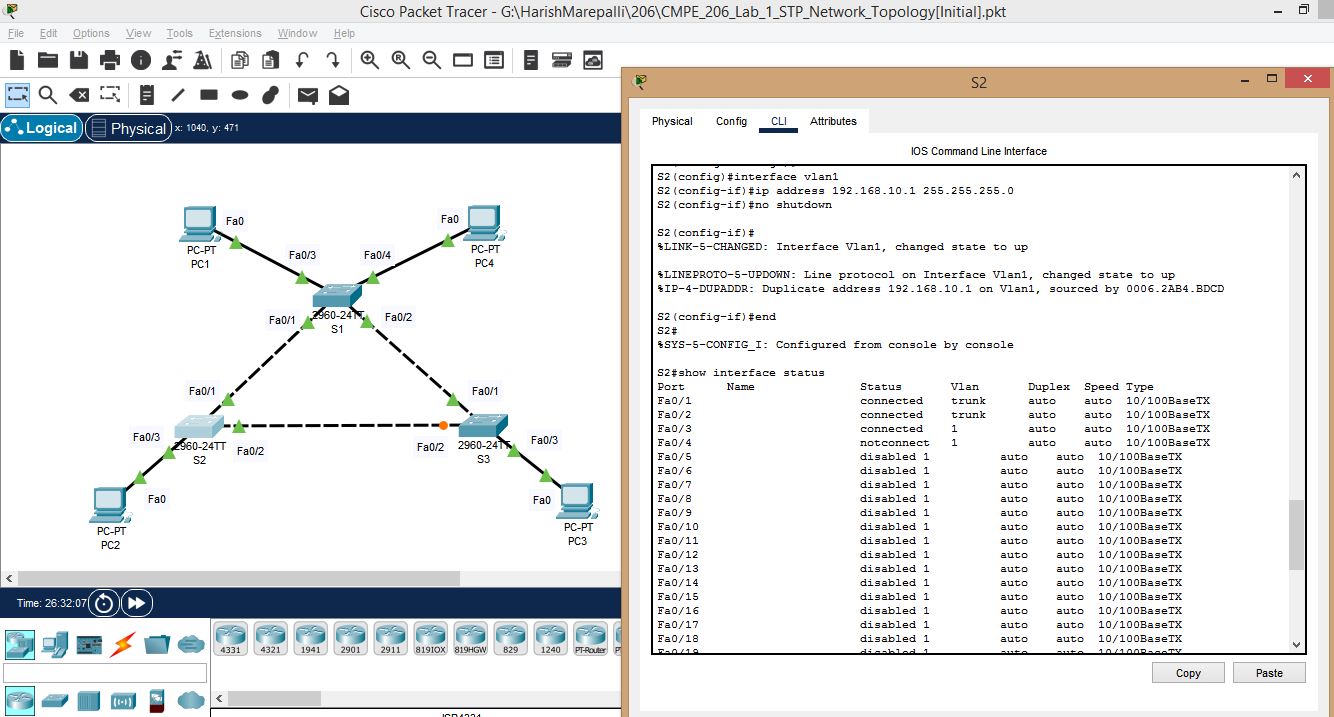 Cisco Packet Tracer - G:\HarishMarepalli\206\CMPE_206_Lab_1_STP_Network_Topology[Initial].pkt
File Edit Options View Tools Extensions Window Help
Logical Physical x: 1040, y: 471
Fa0
PC-PT
PC1
Fa0/3
Fa0
PC-PT
PC4
Fa0/4
Fa0/1
2960-24TT
S1
Fa0/2
Fa0/1
Fa0/3
2960-24TT
S2
Fa0/2
Fa0/1
Fa0/2
2960-24TT
S3
Fa0/3
Fa0
PC-PT
PC2
Fa0
PC-PT
PC3
Time: 26:32:07
4331 4321 1941 2901 2911 819IOX 819HGW 829 1240 PT-Router
S2
Physical Config CLI Attributes
IOS Command Line Interface
S2(config)#interface vlan1
S2(config-if)#ip address 192.168.10.1 255.255.255.0
S2(config-if)#no shutdown
S2(config-if)#
%LINK-5-CHANGED: Interface Vlan1, changed state to up
%LINEPROTO-5-UPDOWN: Line protocol on Interface Vlan1, changed state to up
%IP-4-DUPADDR: Duplicate address 192.168.10.1 on Vlan1, sourced by 0006.2AB4.BDCD
S2(config-if)#end
S2#
%SYS-5-CONFIG_I: Configured from console by console
S2#show interface status
Port Name Status Vlan Duplex Speed Type
Fa0/1 connected trunk auto auto 10/100BaseTX
Fa0/2 connected trunk auto auto 10/100BaseTX
Fa0/3 connected 1 auto auto 10/100BaseTX
Fa0/4 notconnect 1 auto auto 10/100BaseTX
Fa0/5 disabled 1 auto auto 10/100BaseTX
Fa0/6 disabled 1 auto auto 10/100BaseTX
Fa0/7 disabled 1 auto auto 10/100BaseTX
Fa0/8 disabled 1 auto auto 10/100BaseTX
Fa0/9 disabled 1 auto auto 10/100BaseTX
Fa0/10 disabled 1 auto auto 10/100BaseTX
Fa0/11 disabled 1 auto auto 10/100BaseTX
Fa0/12 disabled 1 auto auto 10/100BaseTX
Fa0/13 disabled 1 auto auto 10/100BaseTX
Fa0/14 disabled 1 auto auto 10/100BaseTX
Fa0/15 disabled 1 auto auto 10/100BaseTX
Fa0/16 disabled 1 auto auto 10/100BaseTX
Fa0/17 disabled 1 auto auto 10/100BaseTX
Fa0/18 disabled 1 auto auto 10/100BaseTX
Fa0/19 disabled 1 auto auto 10/100BaseTX
Copy Paste